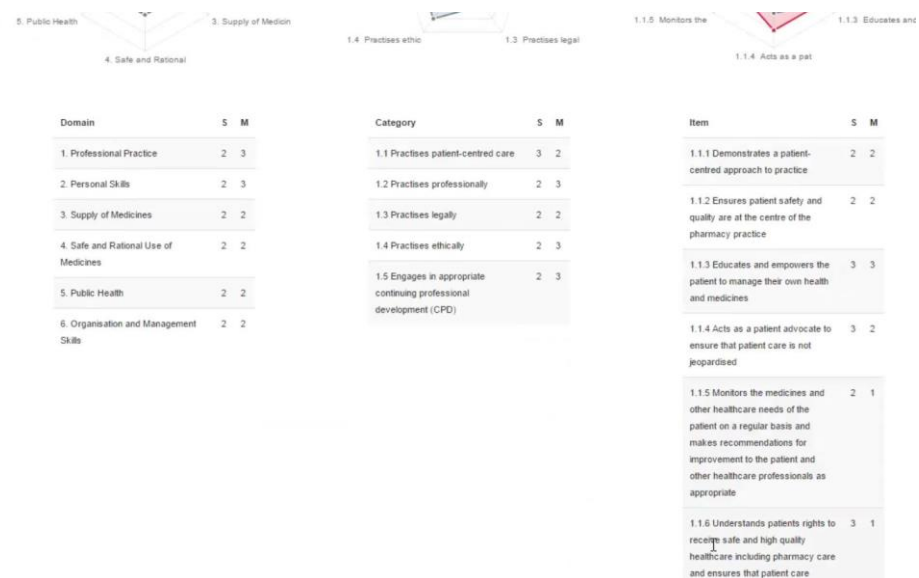 5. Public Health
3. Supply of Medicin
4. Safe and Rational
1.4 Practises ethic
1.3 Practises legal
1.1.5 Monitors the
1.1.3 Educates and
1.1.4 Acts as a pat
Domain S M
1. Professional Practice 2 3
2. Personal Skills 2 3
3. Supply of Medicines 2 2
4. Safe and Rational Use of 2 2
Medicines
5. Public Health 2 2
6. Organisation and Management 2 2
Skills
Category S M
1.1 Practises patient-centred care 3 2
1.2 Practises professionally 2 3
1.3 Practises legally 2 2
1.4 Practises ethically 2 3
1.5 Engages in appropriate 2 3
continuing professional
development (CPD)
Item S M
1.1.1 Demonstrates a patient- 2 2
centred approach to practice
1.1.2 Ensures patient safety and 2 2
quality are at the centre of the
pharmacy practice
1.1.3 Educates and empowers the 3 3
patient to manage their own health
and medicines
1.1.4 Acts as a patient advocate to 3 2
ensure that patient care is not
jeopardised
1.1.5 Monitors the medicines and 2 1
other healthcare needs of the
patient on a regular basis and
makes recommendations for
improvement to the patient and
other healthcare professionals as
appropriate
1.1.6 Understands patients rights to 3 1
receive safe and high quality
healthcare including pharmacy care
and ensures that patient care